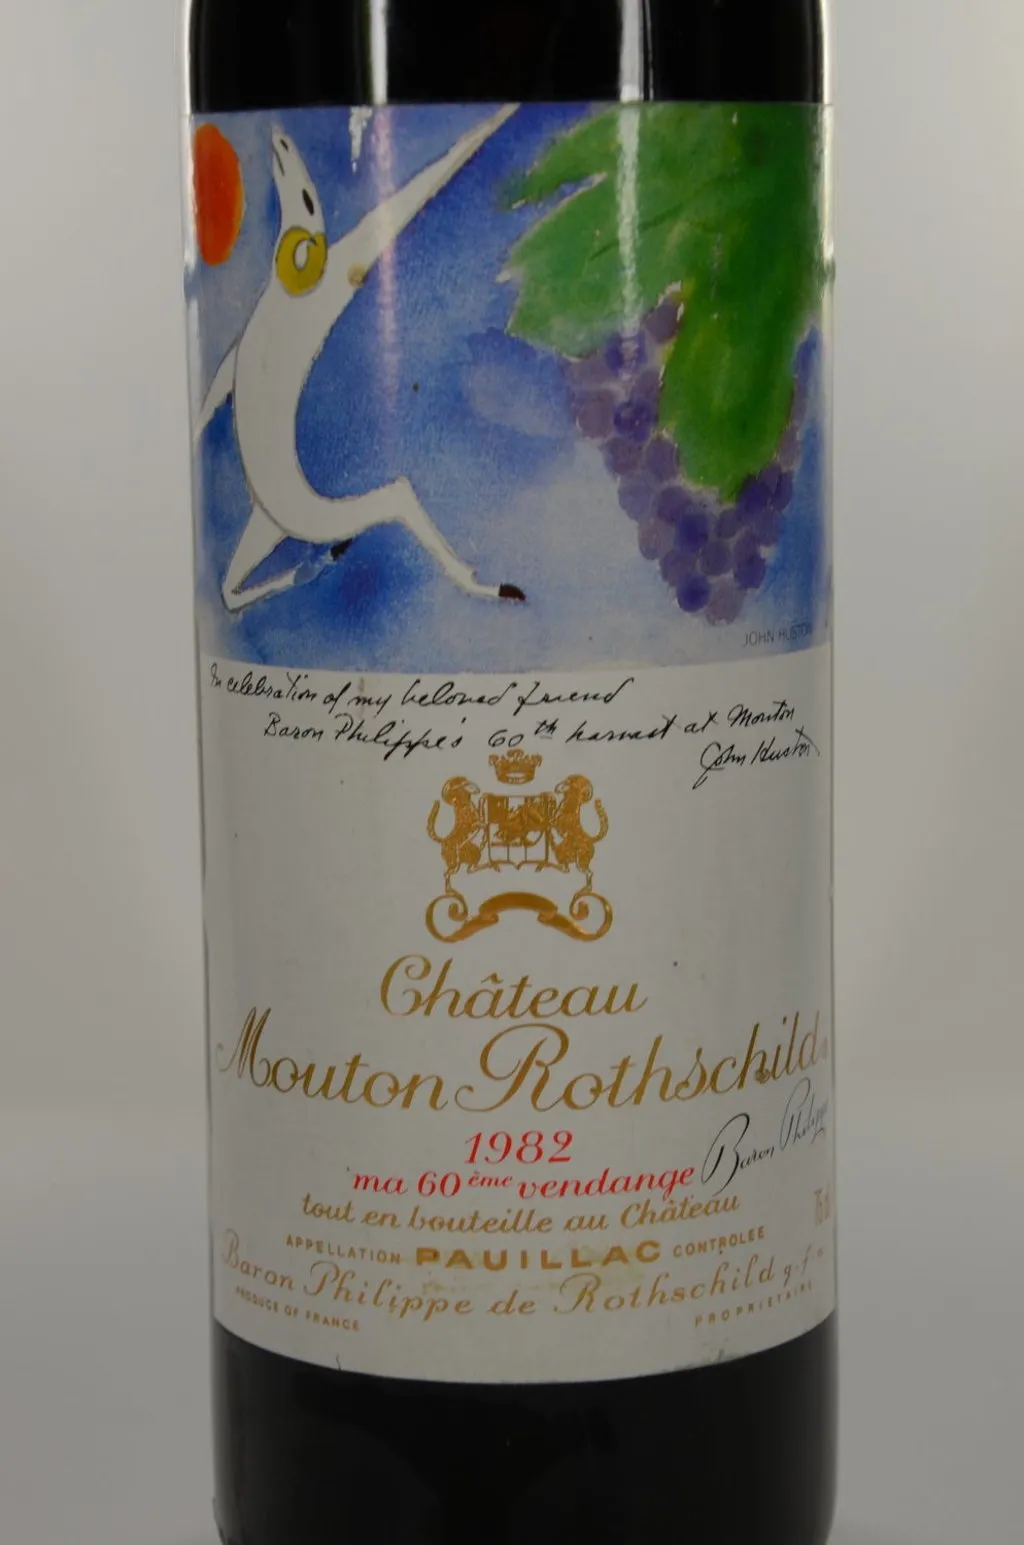 JOHN HUSTON
In celebration of my beloved friend
Baron Philippe's 60th harvest at Mouton
John Huston
Château
Mouton Rothschild
1982
ma 60ème vendange
Baron Philippe
tout en bouteille au Château
75 cl
APPELLATION PAUILLAC CONTROLEE
Baron Philippe de Rothschild g.f.a.
PRODUCE OF FRANCE
PROPRIETAIRE